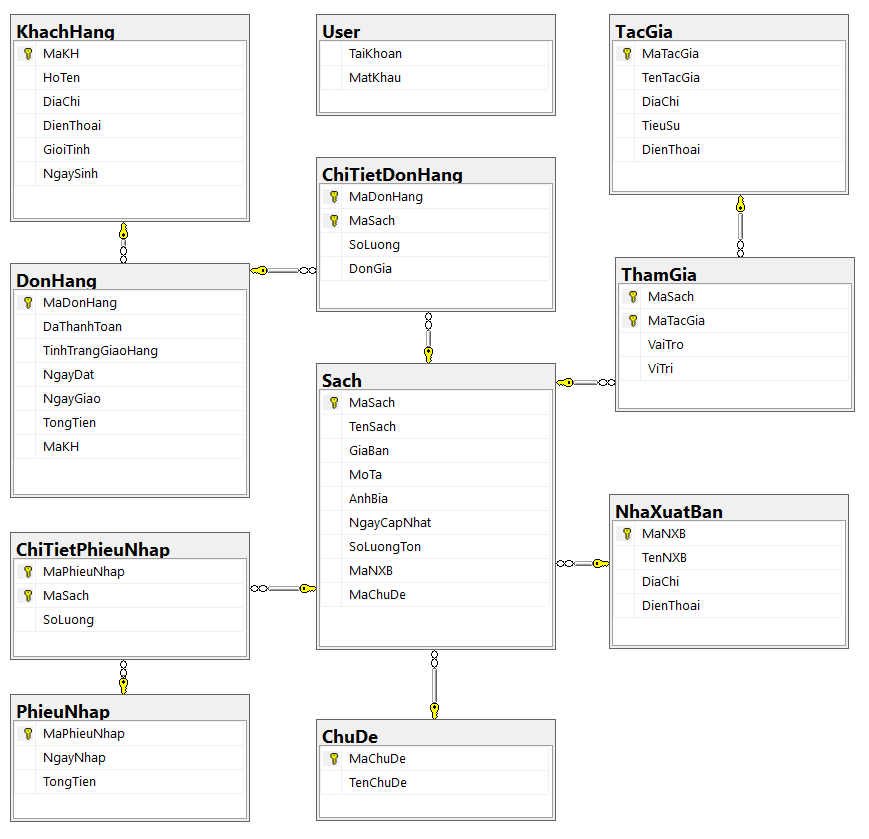 KhachHang
MaKH
HoTen
DiaChi
DienThoai
GioiTinh
NgaySinh
User
TaiKhoan
MatKhau
TacGia
MaTacGia
TenTacGia
DiaChi
TieuSu
DienThoai
ChiTietDonHang
MaDonHang
MaSach
SoLuong
DonGia
DonHang
MaDonHang
DaThanhToan
TinhTrangGiaoHang
NgayDat
NgayGiao
TongTien
MaKH
ThamGia
MaSach
MaTacGia
VaiTro
ViTri
Sach
MaSach
TenSach
GiaBan
MoTa
AnhBia
NgayCapNhat
SoLuongTon
MaNXB
MaChuDe
NhaXuatBan
MaNXB
TenNXB
DiaChi
DienThoai
ChiTietPhieuNhap
MaPhieuNhap
MaSach
SoLuong
PhieuNhap
MaPhieuNhap
NgayNhap
TongTien
ChuDe
MaChuDe
TenChuDe